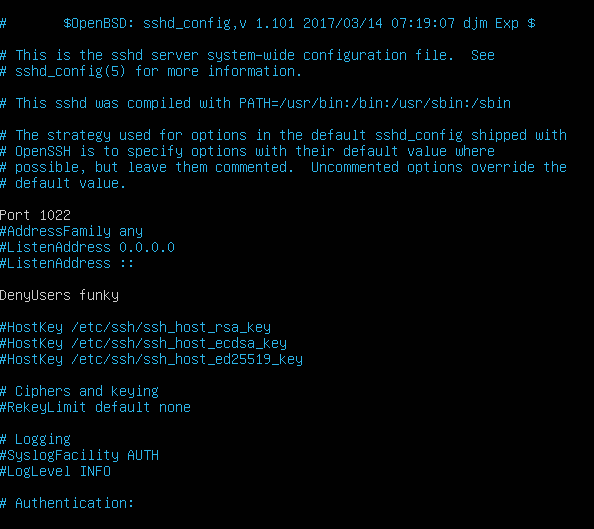 #       $OpenBSD: sshd_config,v 1.101 2017/03/14 07:19:07 djm Exp $
# This is the sshd server system-wide configuration file.  See
# sshd_config(5) for more information.
# This sshd was compiled with PATH=/usr/bin:/bin:/usr/sbin:/sbin
# The strategy used for options in the default sshd_config shipped with
# OpenSSH is to specify options with their default value where
# possible, but leave them commented.  Uncommented options override the
# default value.
Port 1022
#AddressFamily any
#ListenAddress 0.0.0.0
#ListenAddress ::
DenyUsers funky
#HostKey /etc/ssh/ssh_host_rsa_key
#HostKey /etc/ssh/ssh_host_ecdsa_key
#HostKey /etc/ssh/ssh_host_ed25519_key
# Ciphers and keying
#RekeyLimit default none
# Logging
#SyslogFacility AUTH
#LogLevel INFO
# Authentication: